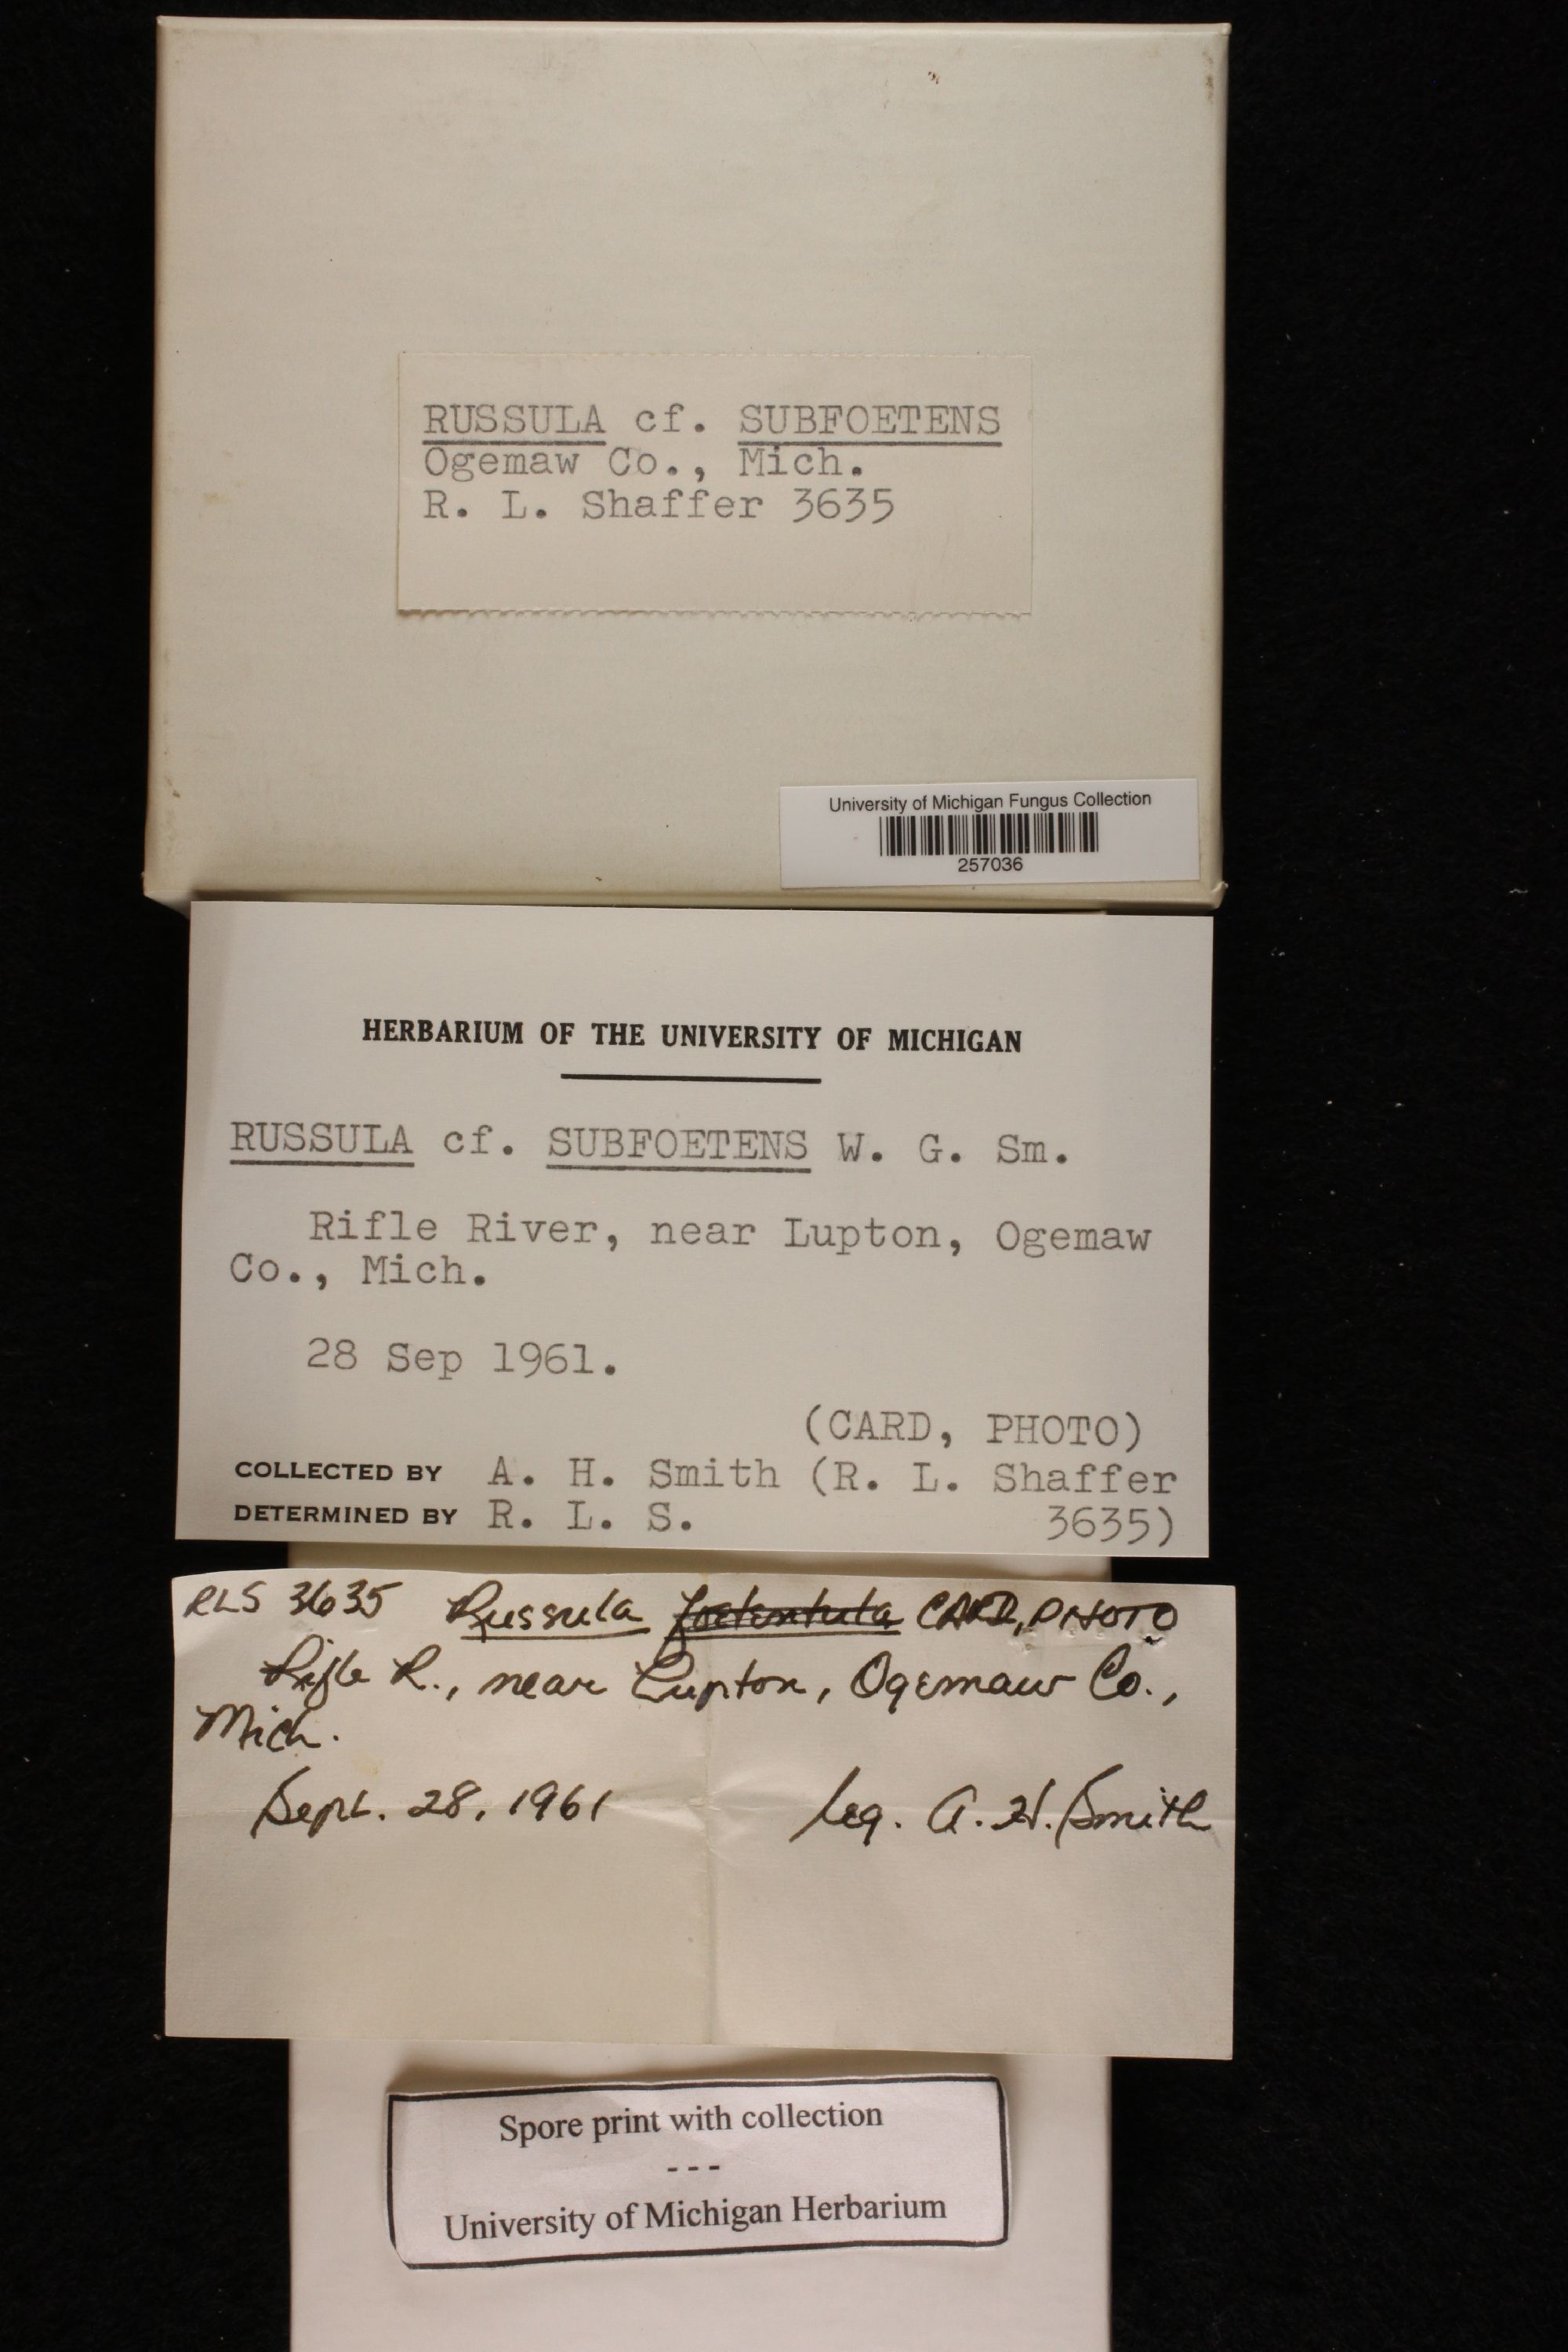 RUSSULA cf. SUBFOETENS
Ogemaw Co., Mich.
R. L. Shaffer 3635
University of Michigan Fungus Collection
257036
HERBARIUM OF THE UNIVERSITY OF MICHIGAN
RUSSULA cf. SUBFOETENS W. G. Sm.
Rifle River, near Lupton, Ogemaw
Co., Mich.
28 Sep 1961.
(CARD, PHOTO)
COLLECTED BY A. H. Smith (R. L. Shaffer
DETERMINED BY R. L. S. 3635)
RLS 3635 Russula foetentula CARD, PHOTO
Rifle R., near Lupton, Ogemaw Co.,
Mich.
Sept. 28, 1961 leg. A. H. Smith
Spore print with collection
---
University of Michigan Herbarium